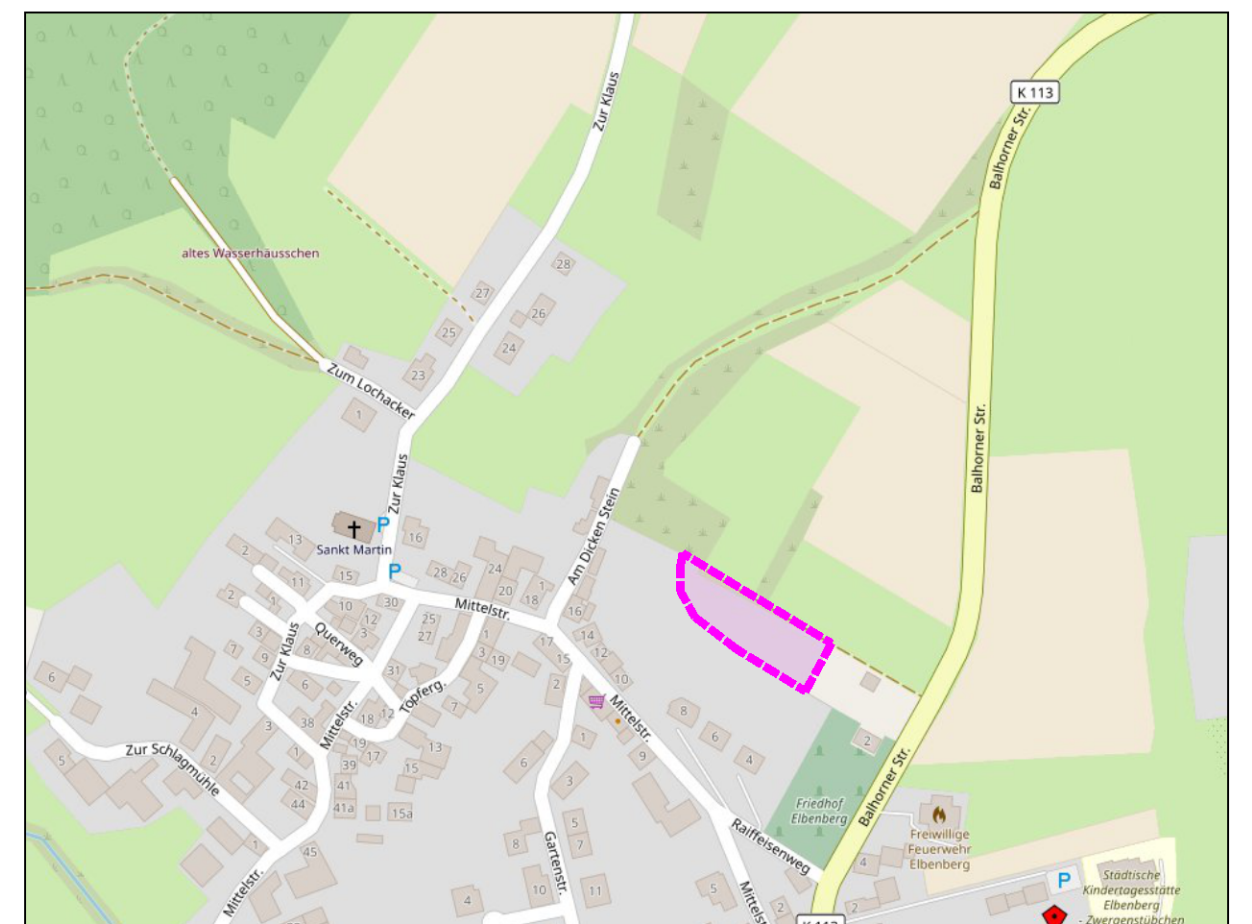 K 113
Zur Klaus
Balhorner Str.
altes Wasserhäusschen
28
27
26
25
24
23
Zum Lochacker
1
Balhorner Str.
Zur Klaus
Am Dicken Stein
P
Sankt Martin
16
13
2
P
15
11
28
26
24
20
18
1
16
2
10
30
12
3
Mittelstr.
25
27
1
17
14
12
10
15
3
7
9
8
Zur Klaus
Querweg
3
19
31
5
2
6
5
6
4
Töpferg.
7
Mittelstr.
8
6
4
2
3
38
18
12
Mittelstr.
1
9
Zur Schlagmühle
2
1
19
17
39
13
15
6
3
5
42
44
41
41a
15a
Friedhof
Elbenberg
Balhorner Str.
Freiwillige
Feuerwehr
Elbenberg
Raiffeisenweg
45
Gartenstr.
5
7
8
4
P
Städtische
Kindertagesstätte
Elbenberg
- Zwergenstübchen
Mittelstr.
4
10
11
5
2
2
K 113